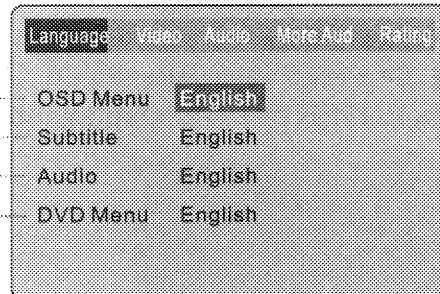 Language Video Audio More Aud Rating
OSD Menu English
Subtitle English
Audio English
DVD Menu English